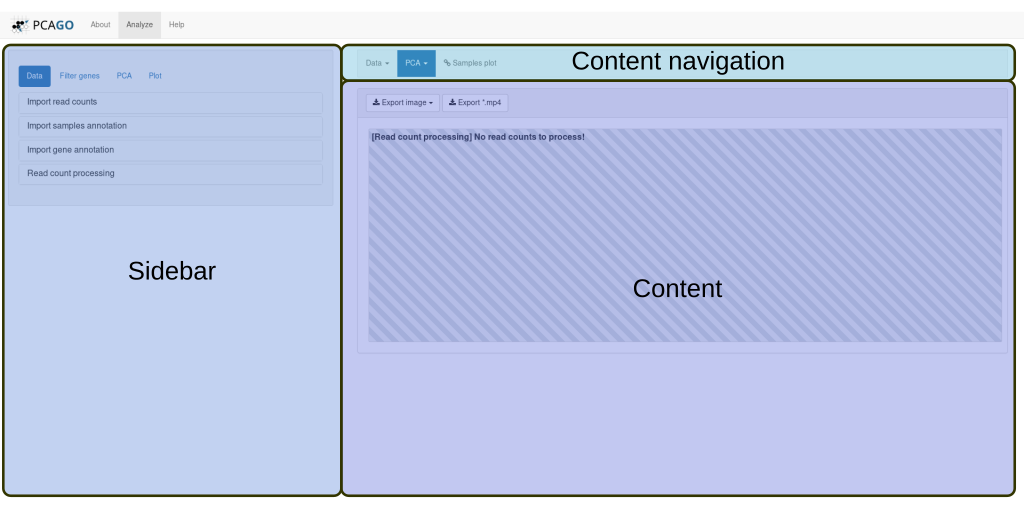 PCAGO About Analyze Help
Data Filter genes PCA Plot
Import read counts
Import samples annotation
Import gene annotation
Read count processing
Sidebar
Data PCA Samples plot
Content navigation
Export image Export *.mp4
[Read count processing] No read counts to process!
Content